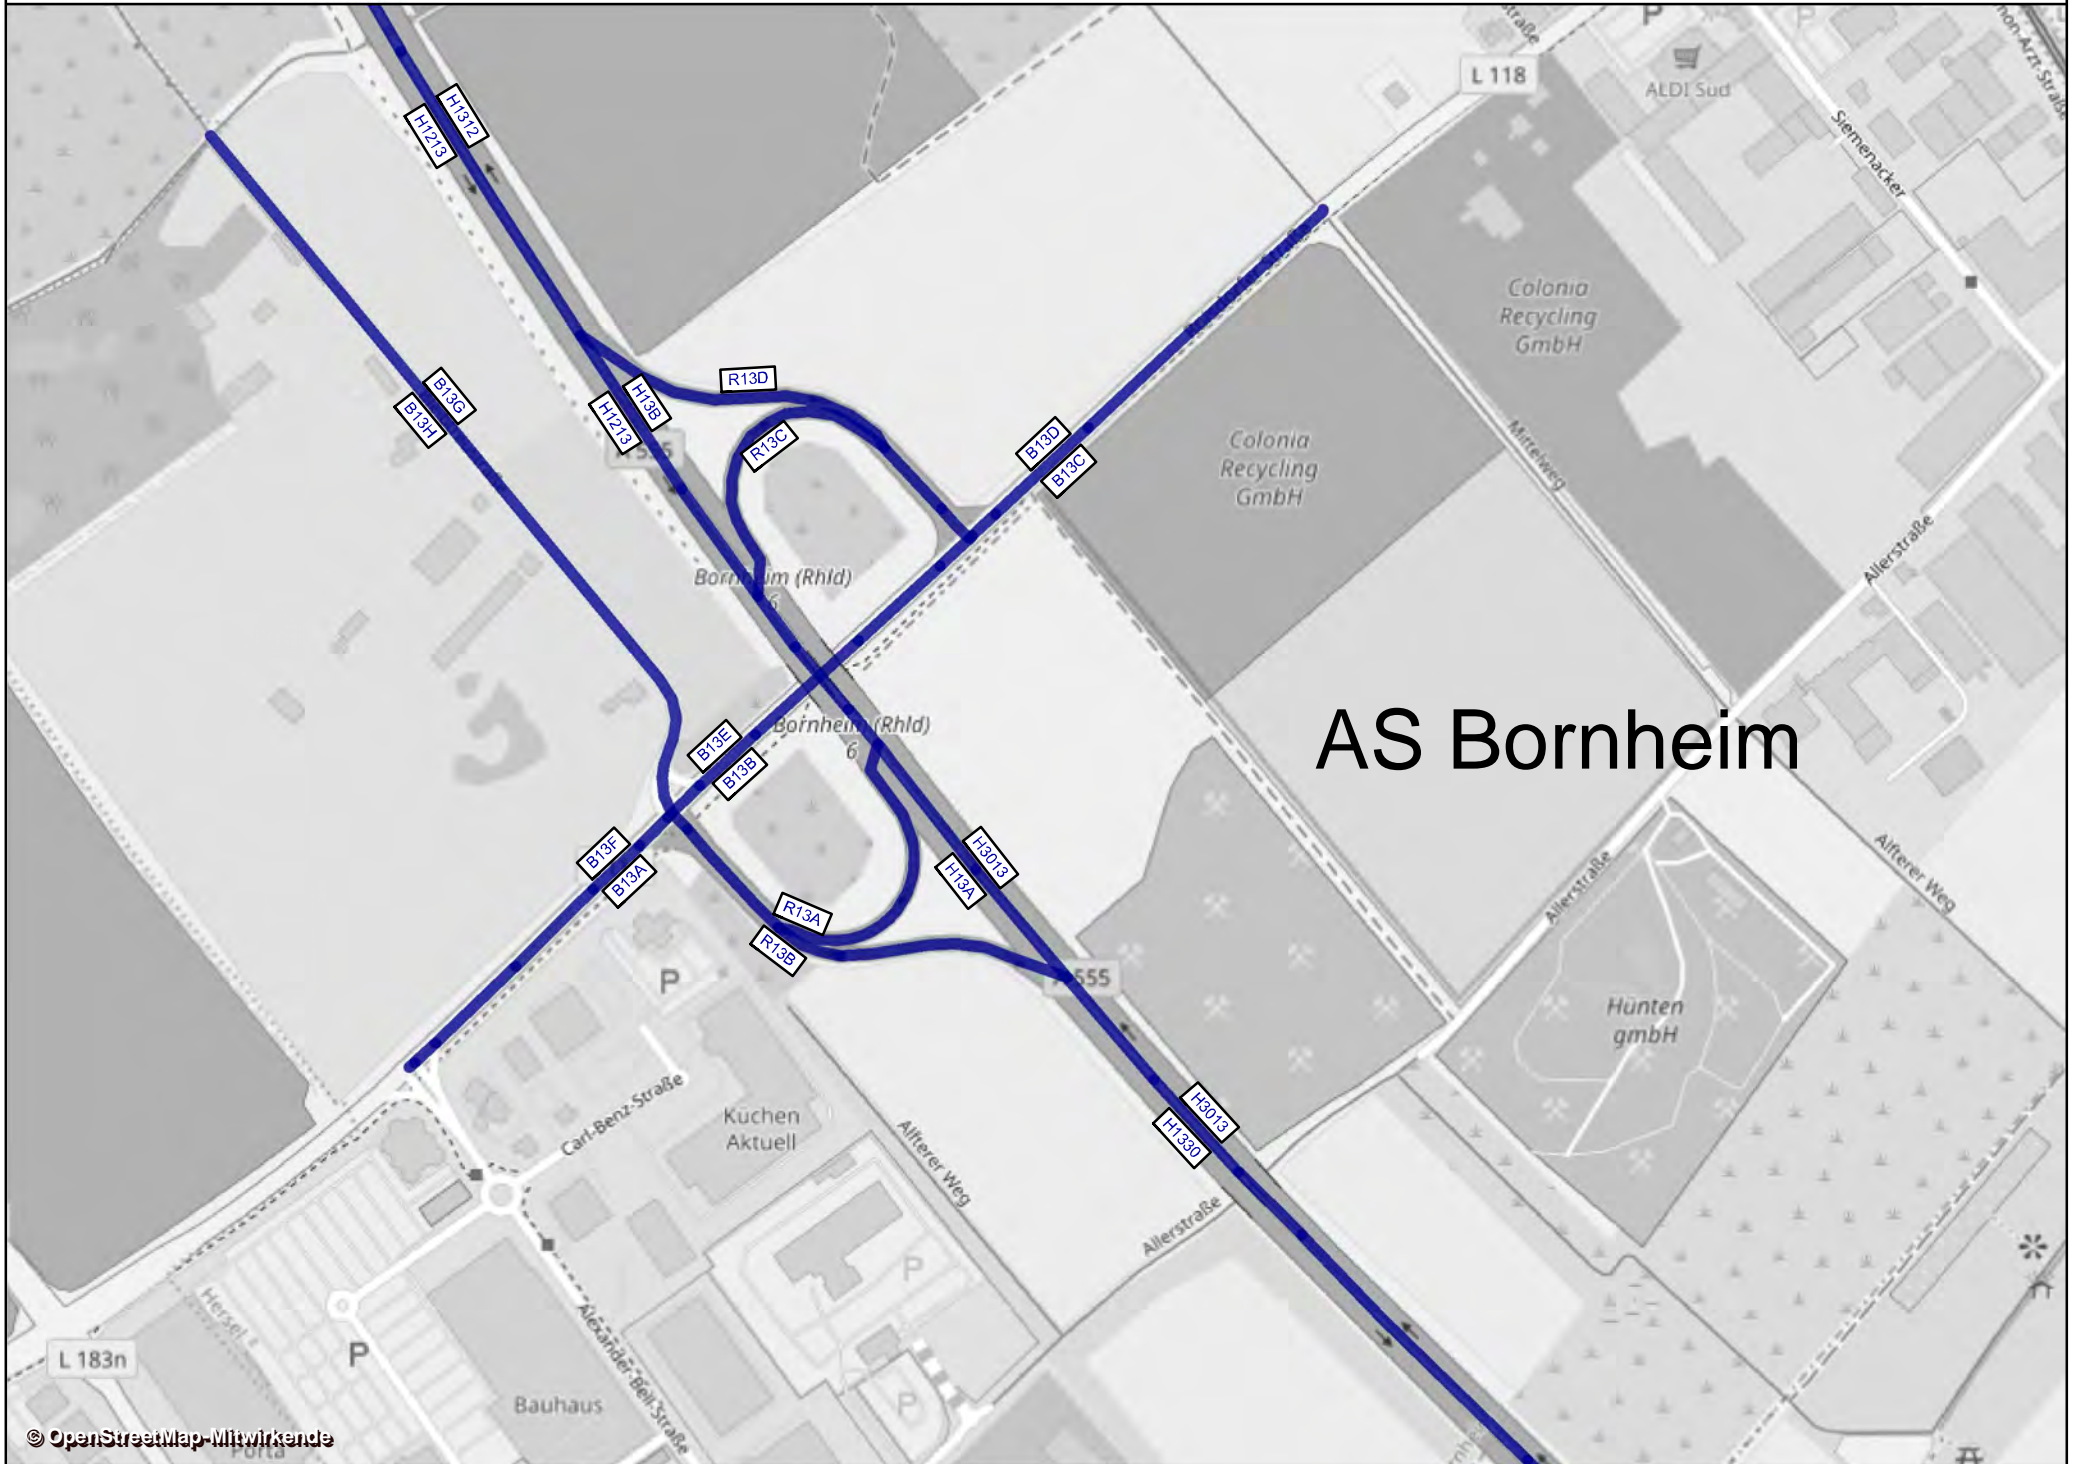 P
P
L 118
ALDI Süd
Siemenacker
H1312
H1213
Colonia
Recycling
GmbH
B13G
B13H
R13D
H13B
H1213
R13C
B13D
B13C
Colonia
Recycling
GmbH
Mittelweg
Allerstraße
Bornheim (Rhld)
6
AS Bornheim
Bornheim (Rhld)
6
B13E
B13B
B13F
B13A
H3013
H13A
Allerstraße
Alfterer Weg
R13A
R13B
P
A 555
Hünten
gmbH
Carl-Benz-Straße
Küchen
Aktuell
Alfterer Weg
H3013
H1330
Allerstraße
P
Alexander-Bell-Straße
L 183n
P
Bauhaus
P
© OpenStreetMap-Mitwirkende
Porta